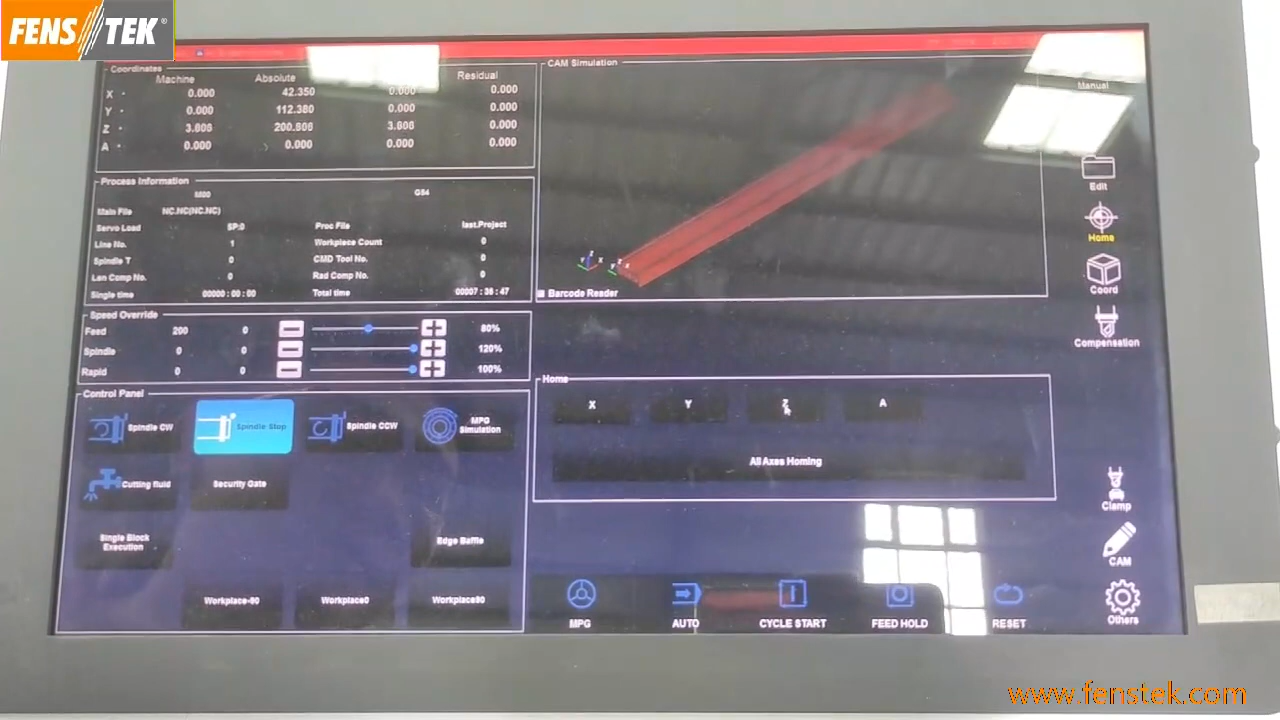 FENSTEK®
Coordinates
Machine Absolute Residual
X 0.000 42.350 0.000 0.000
Y 0.000 112.380 0.000 0.000
Z 3.806 200.506 3.806 0.000
A 0.000 0.000 0.000 0.000
Process Information
M00 G54
Main File NC.NC(NC.NC)
Servo Load SP:0 Proc File last.Project
Line No. 1 Workpiece Count 0
Spindle T 0 CMD Tool No. 0
Len Comp No. 0 Rad Comp No. 0
Single time 00000 : 00 : 00 Total time 00007 : 36 : 47
Speed Override
Feed 200 0 80%
Spindle 0 0 120%
Rapid 0 0 100%
Control Panel
Spindle CW Spindle Stop Spindle CCW MPG Simulation
Cutting fluid Security Gate
Single Block Execution Edge Baffle
Workplace-90 Workplace0 Workplace90
CAM Simulation
Barcode Reader
Home
X Y Z A
All Axes Homing
MPG AUTO CYCLE START FEED HOLD RESET
Manual
Edit
Home
Coord
Compensation
Clamp
CAM
Others
www.fenstek.com